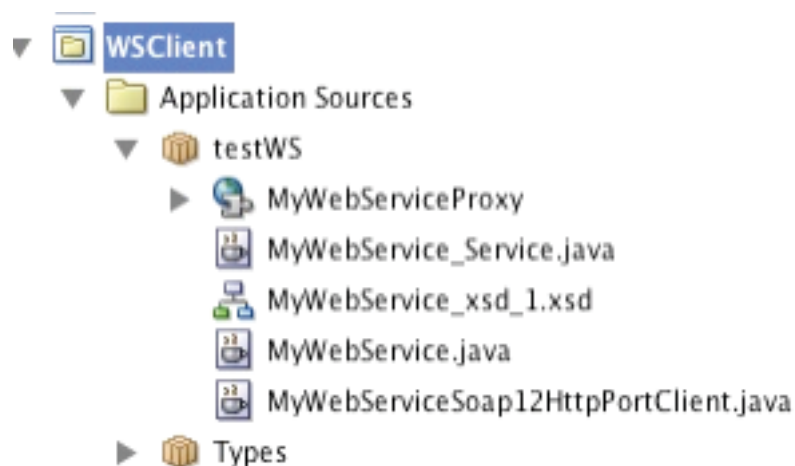 WSClient
Application Sources
testWS
MyWebServiceProxy
MyWebService_Service.java
MyWebService_xsd_1.xsd
MyWebService.java
MyWebServiceSoap12HttpPortClient.java
Types